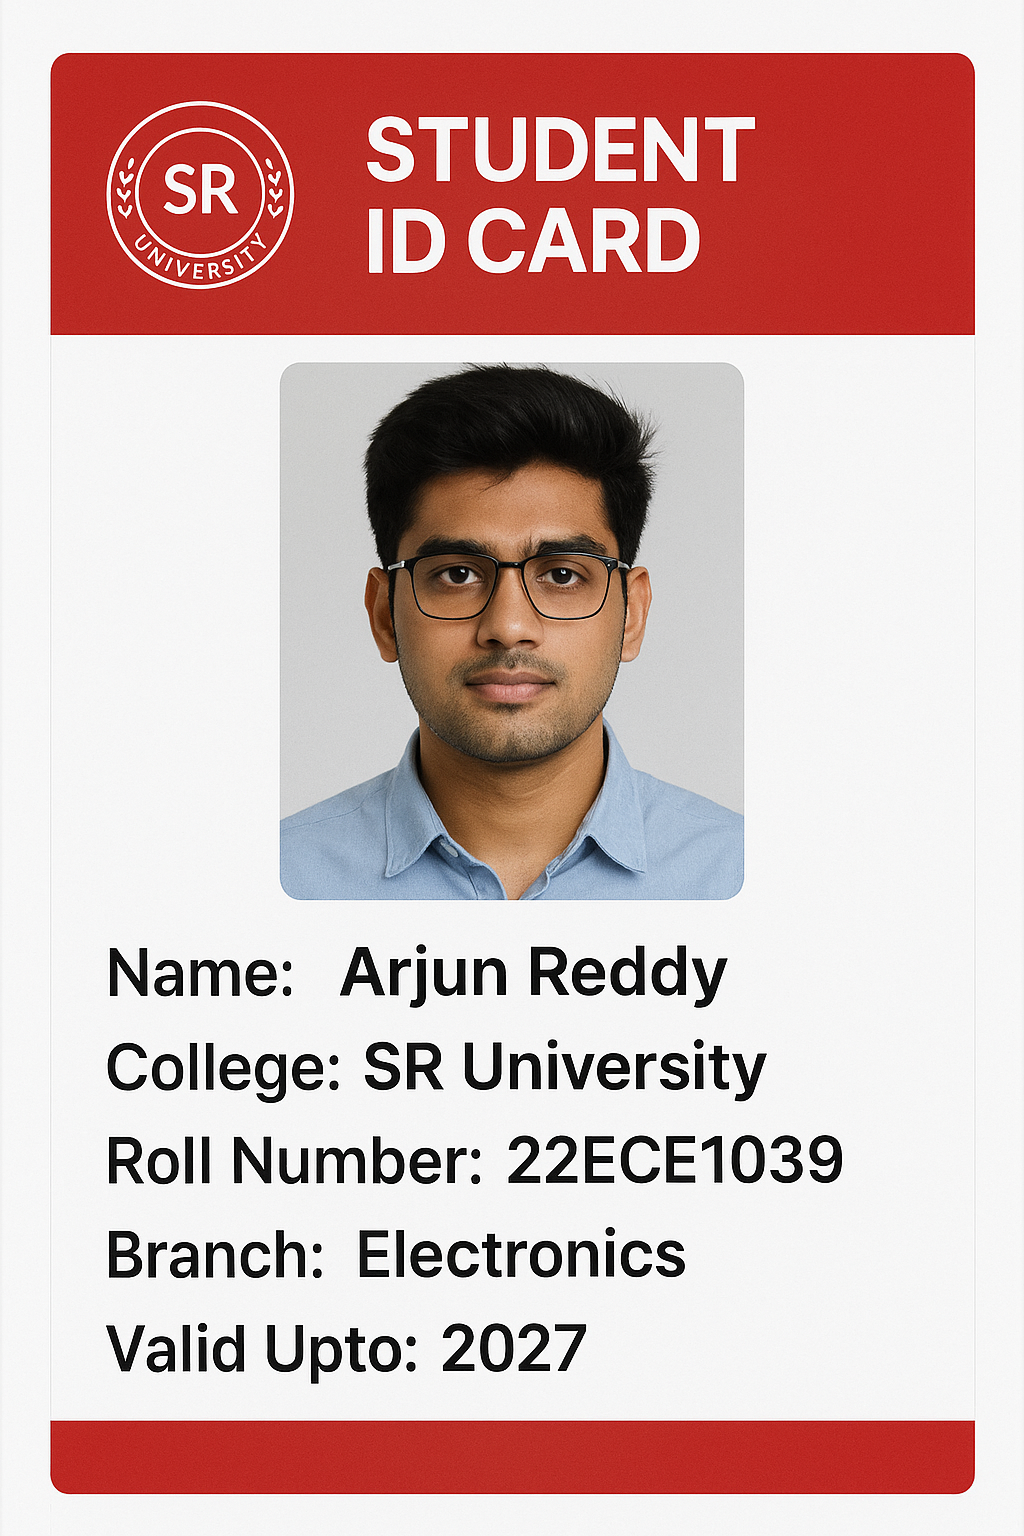 SR
UNIVERSITY
STUDENT
ID CARD
Name: Arjun Reddy
College: SR University
Roll Number: 22ECE1039
Branch: Electronics
Valid Upto: 2027